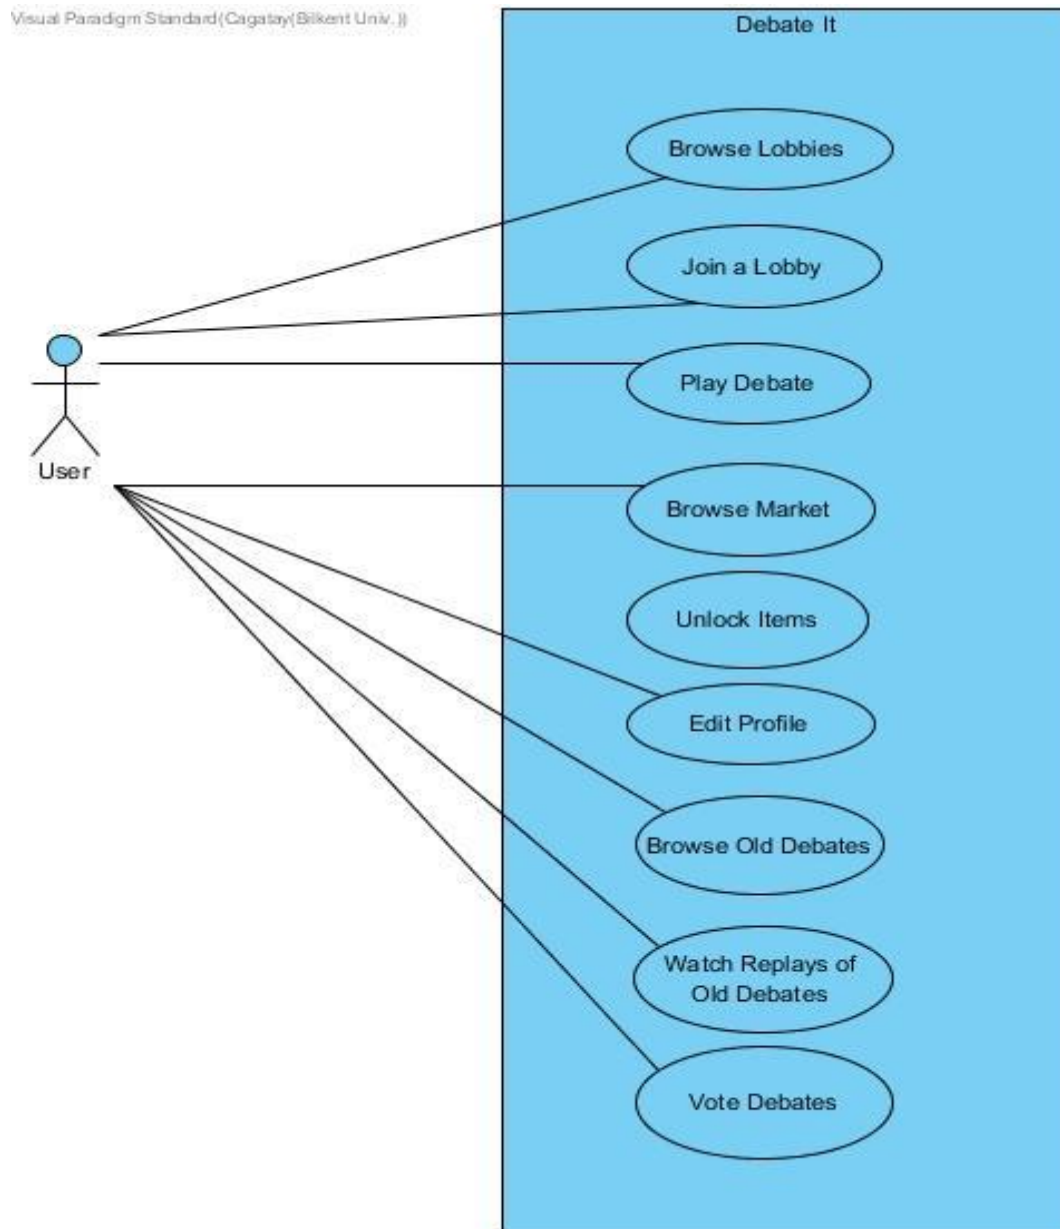 Visual Paradigm Standard(Cagatay(Bilkent Univ.))
Debate It
Browse Lobbies
Join a Lobby
Play Debate
User
Browse Market
Unlock Items
Edit Profile
Browse Old Debates
Watch Replays of
Old Debates
Vote Debates